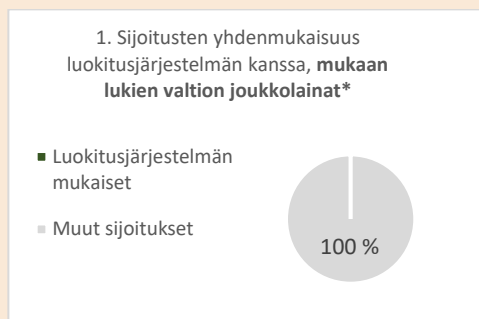 1. Sijoitusten yhdenmukaisuus
luokitusjärjestelmän kanssa, mukaan
lukien valtion joukkolainat*
Luokitusjärjestelmän
mukaiset
Muut sijoitukset
100 %